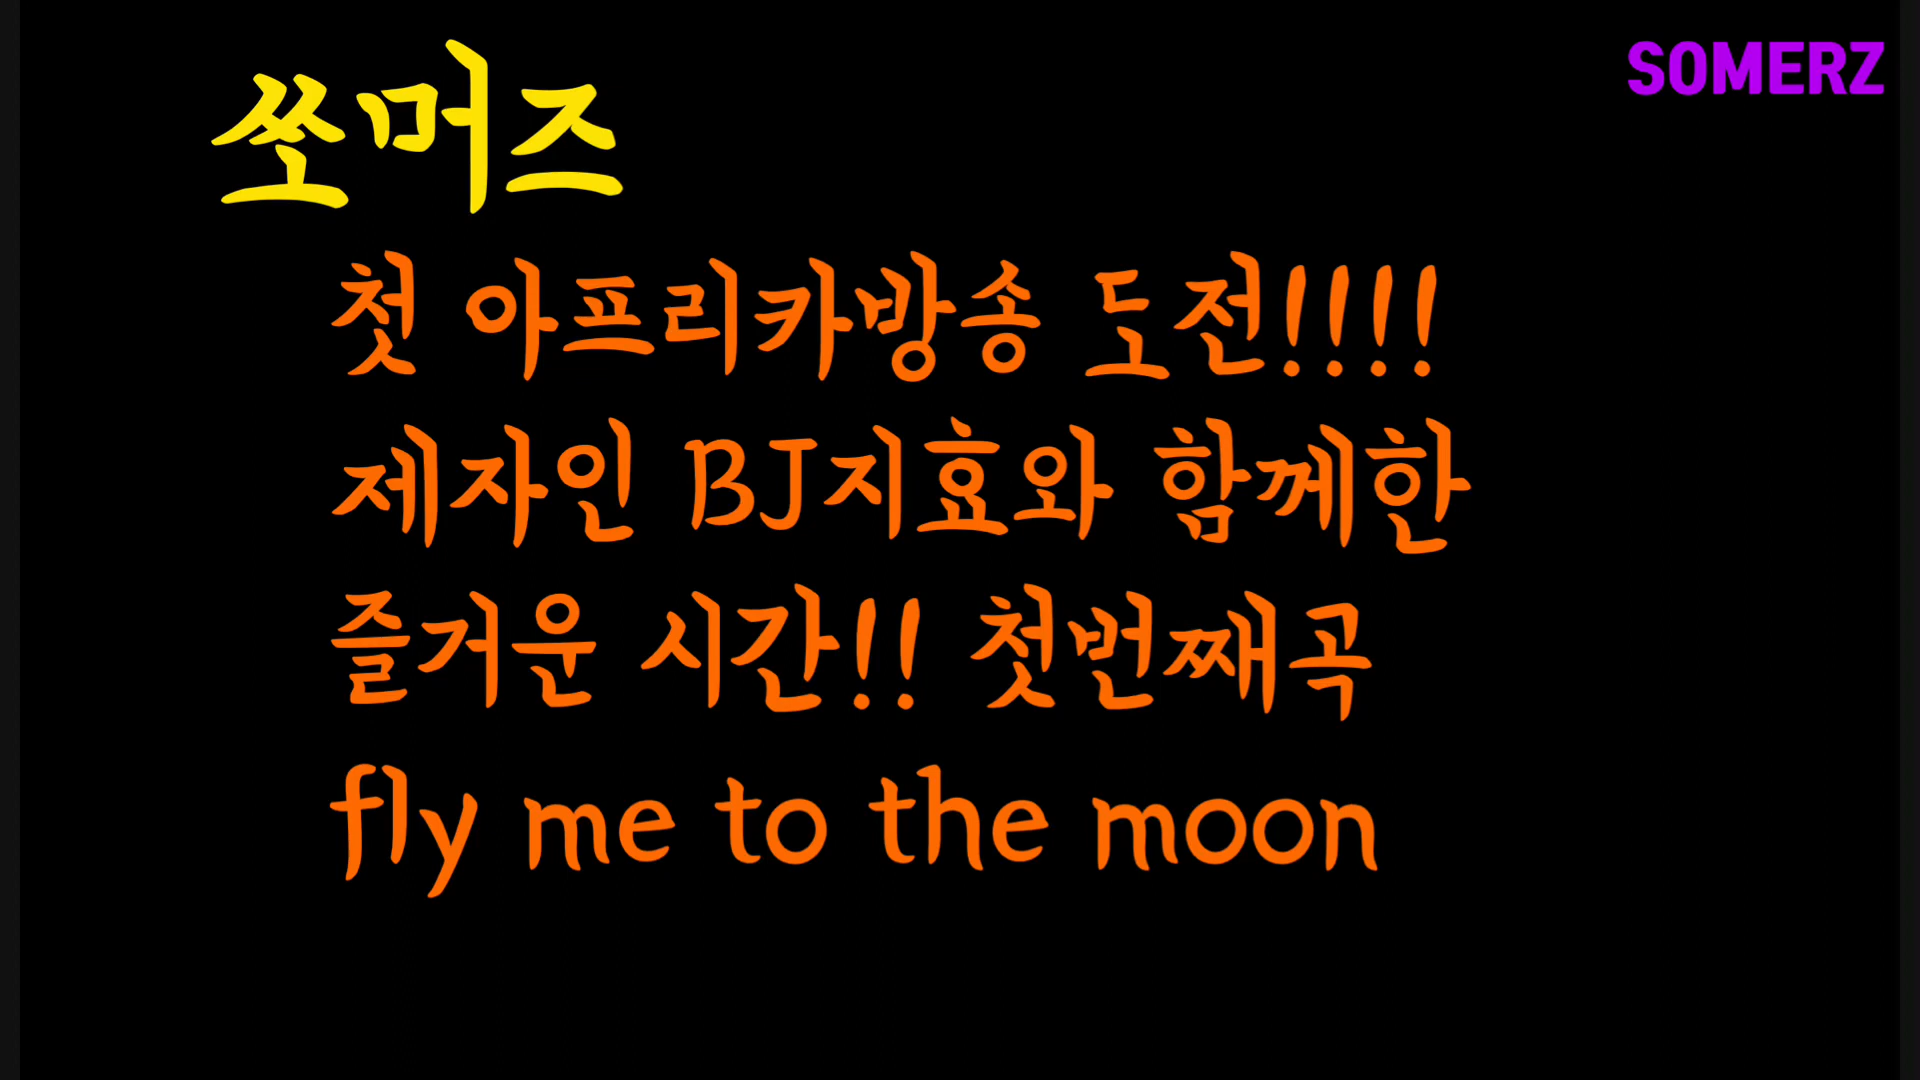 쏘머즈
SOMERZ
첫 아프리카방송 도전!!!!
제자인 BJ지효와 함께한
즐거운 시간!! 첫번째곡
fly me to the moon